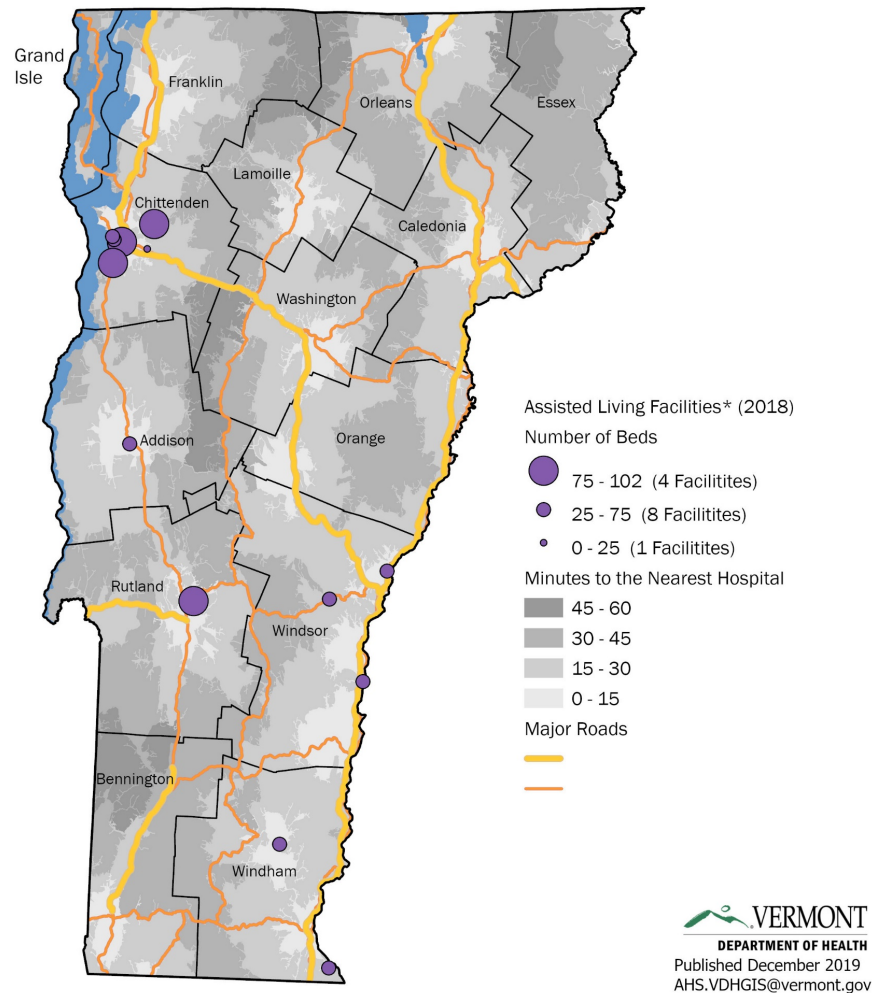 Grand
Isle
Franklin
Orleans
Essex
Lamoille
Chittenden
Caledonia
Washington
Addison
Orange
Rutland
Windsor
Bennington
Windham
Assisted Living Facilities* (2018)
Number of Beds
75 - 102 (4 Facilitites)
25 - 75 (8 Facilitites)
0 - 25 (1 Facilitites)
Minutes to the Nearest Hospital
45 - 60
30 - 45
15 - 30
0 - 15
Major Roads
VERMONT
DEPARTMENT OF HEALTH
Published December 2019
AHS.VDHGIS@vermont.gov